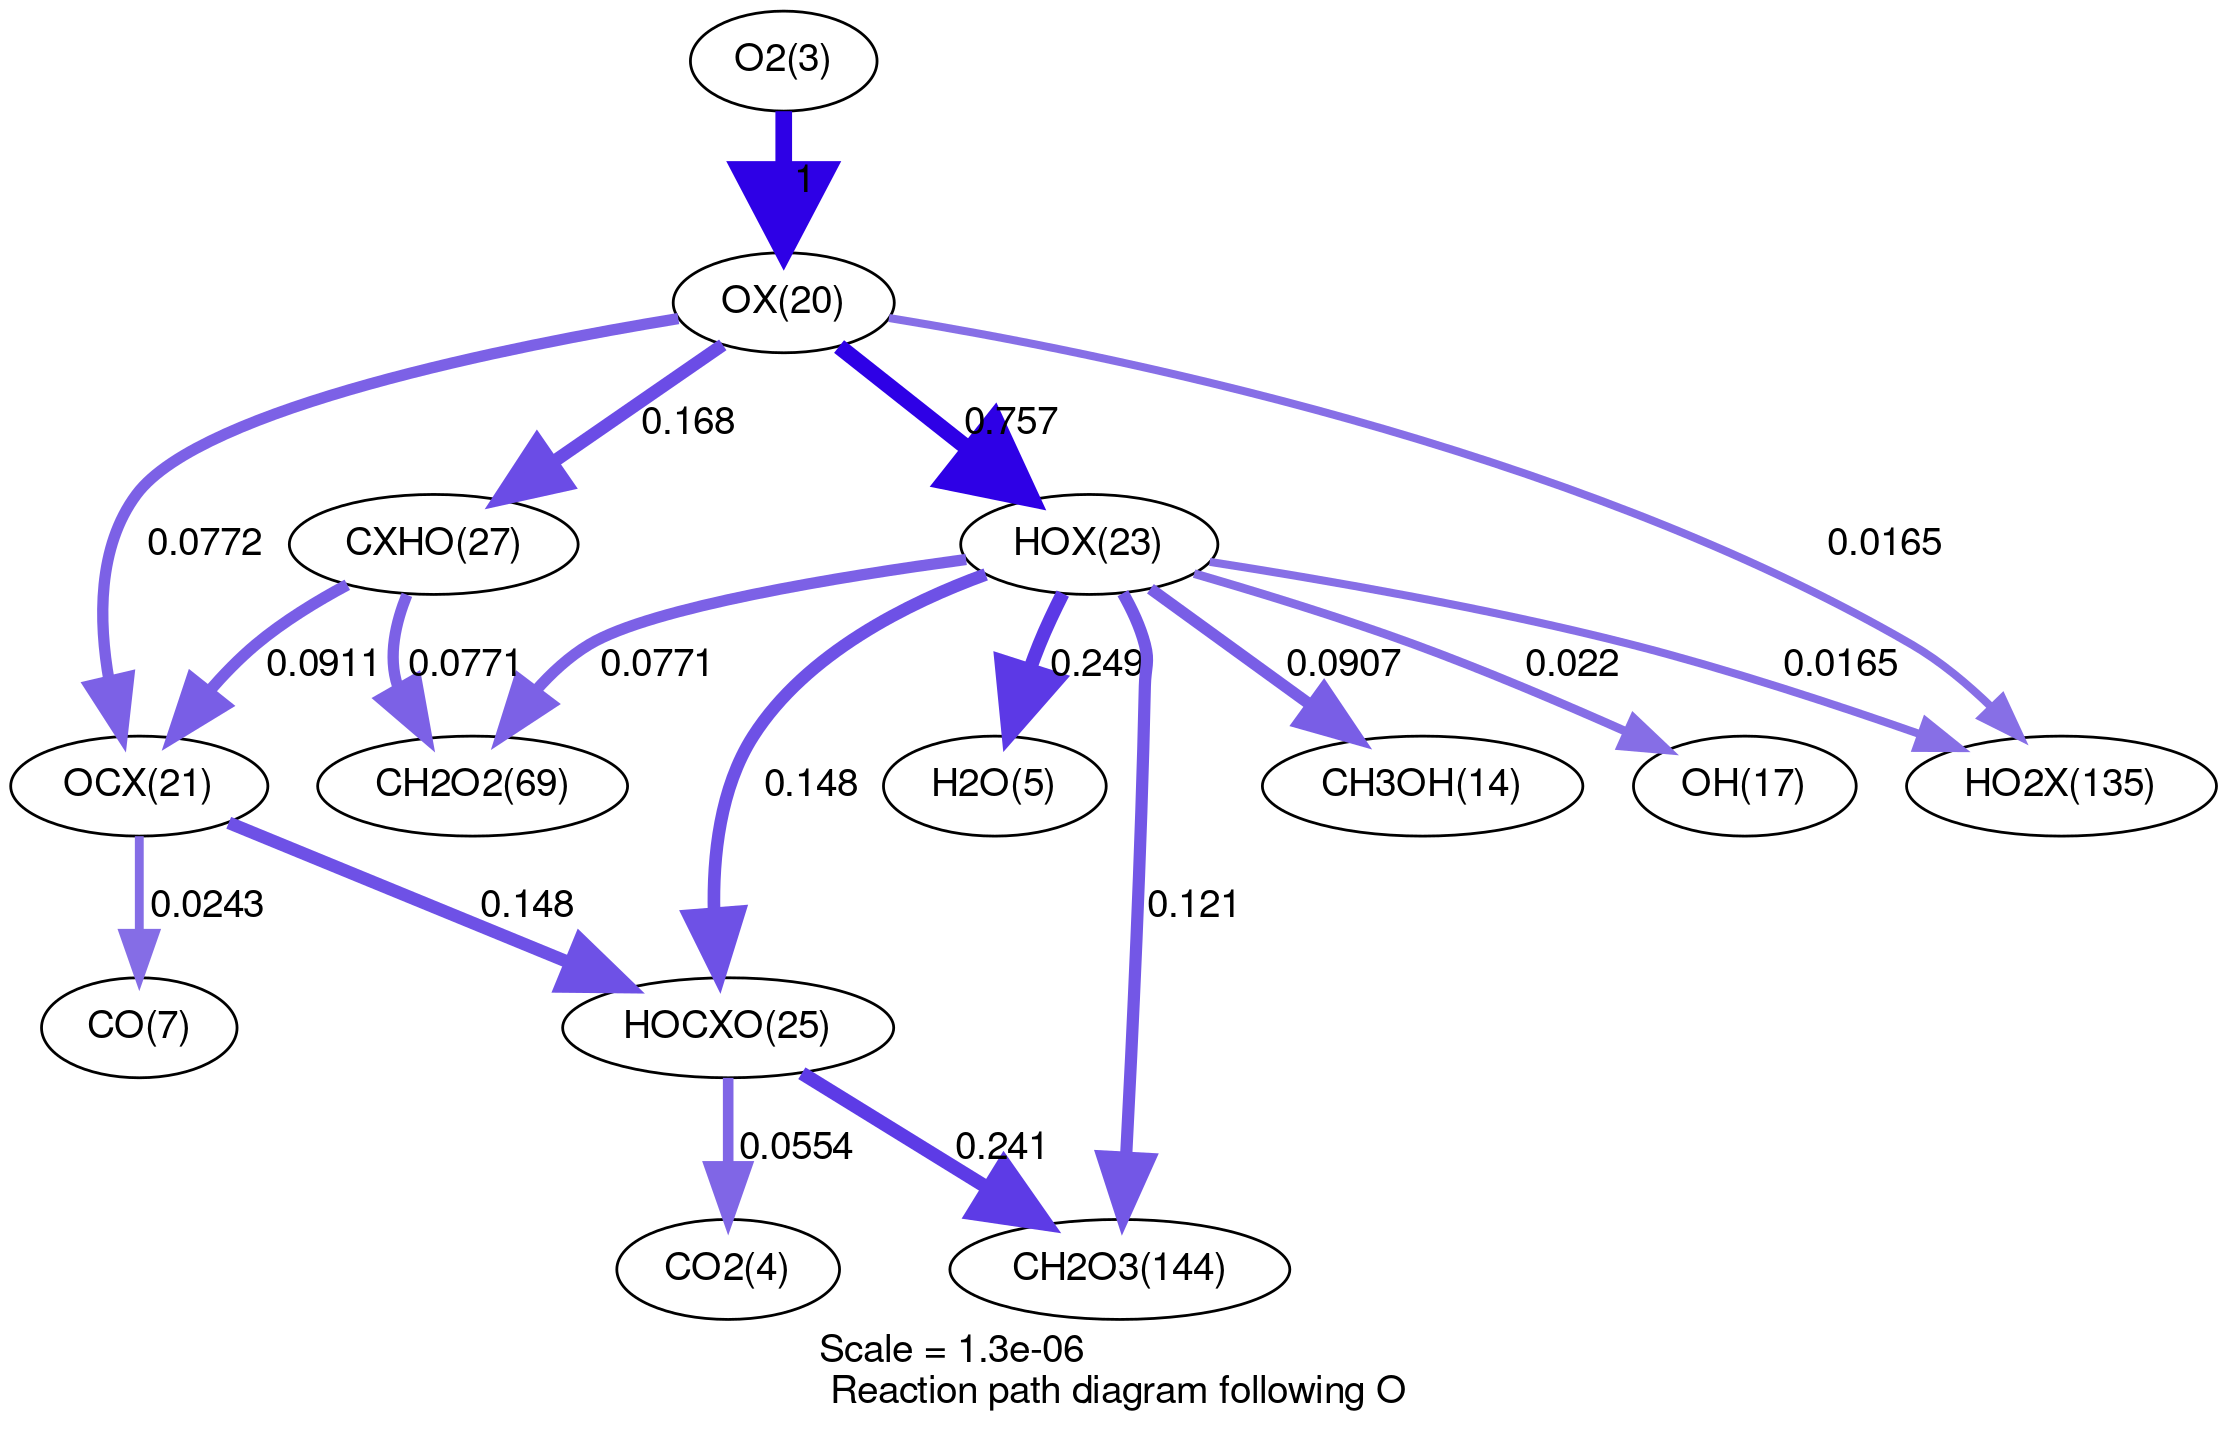 O2(3)
1
OX(20)
0.168
0.757
0.0772
CXHO(27)
HOX(23)
0.0165
0.0911
0.0771
0.0771
0.249
0.0907
0.022
0.0165
OCX(21)
CH2O2(69)
0.148
H2O(5)
CH3OH(14)
OH(17)
HO2X(135)
0.0243
0.148
0.121
CO(7)
HOCXO(25)
0.0554
0.241
CO2(4)
CH2O3(144)
Scale = 1.3e-06
Reaction path diagram following O